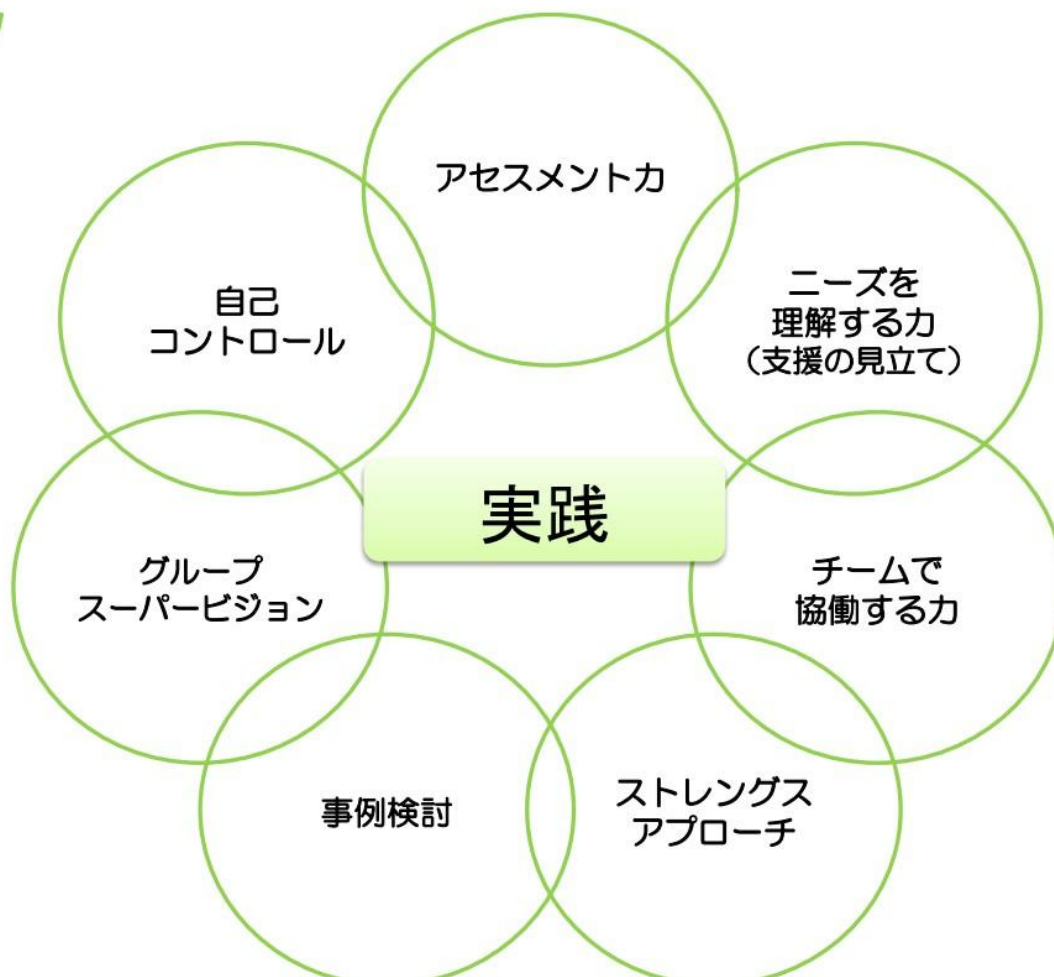 アセスメント力
自己
コントロール
ニーズを
理解する力
（支援の見立て）
実践
グループ
スーパービジョン
チームで
協働する力
事例検討
ストレングス
アプローチ